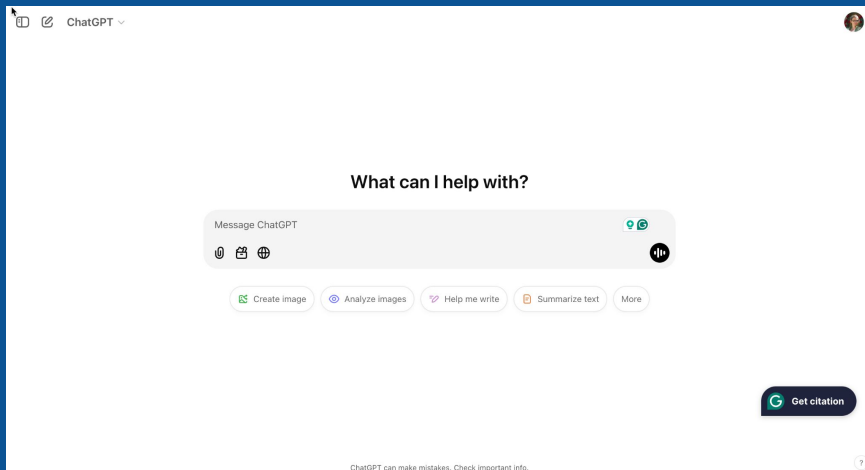 ChatGPT
What can I help with?
Message ChatGPT
Create image
Analyze images
Help me write
Summarize text
More
Get citation
ChatGPT can make mistakes. Check important info.
?